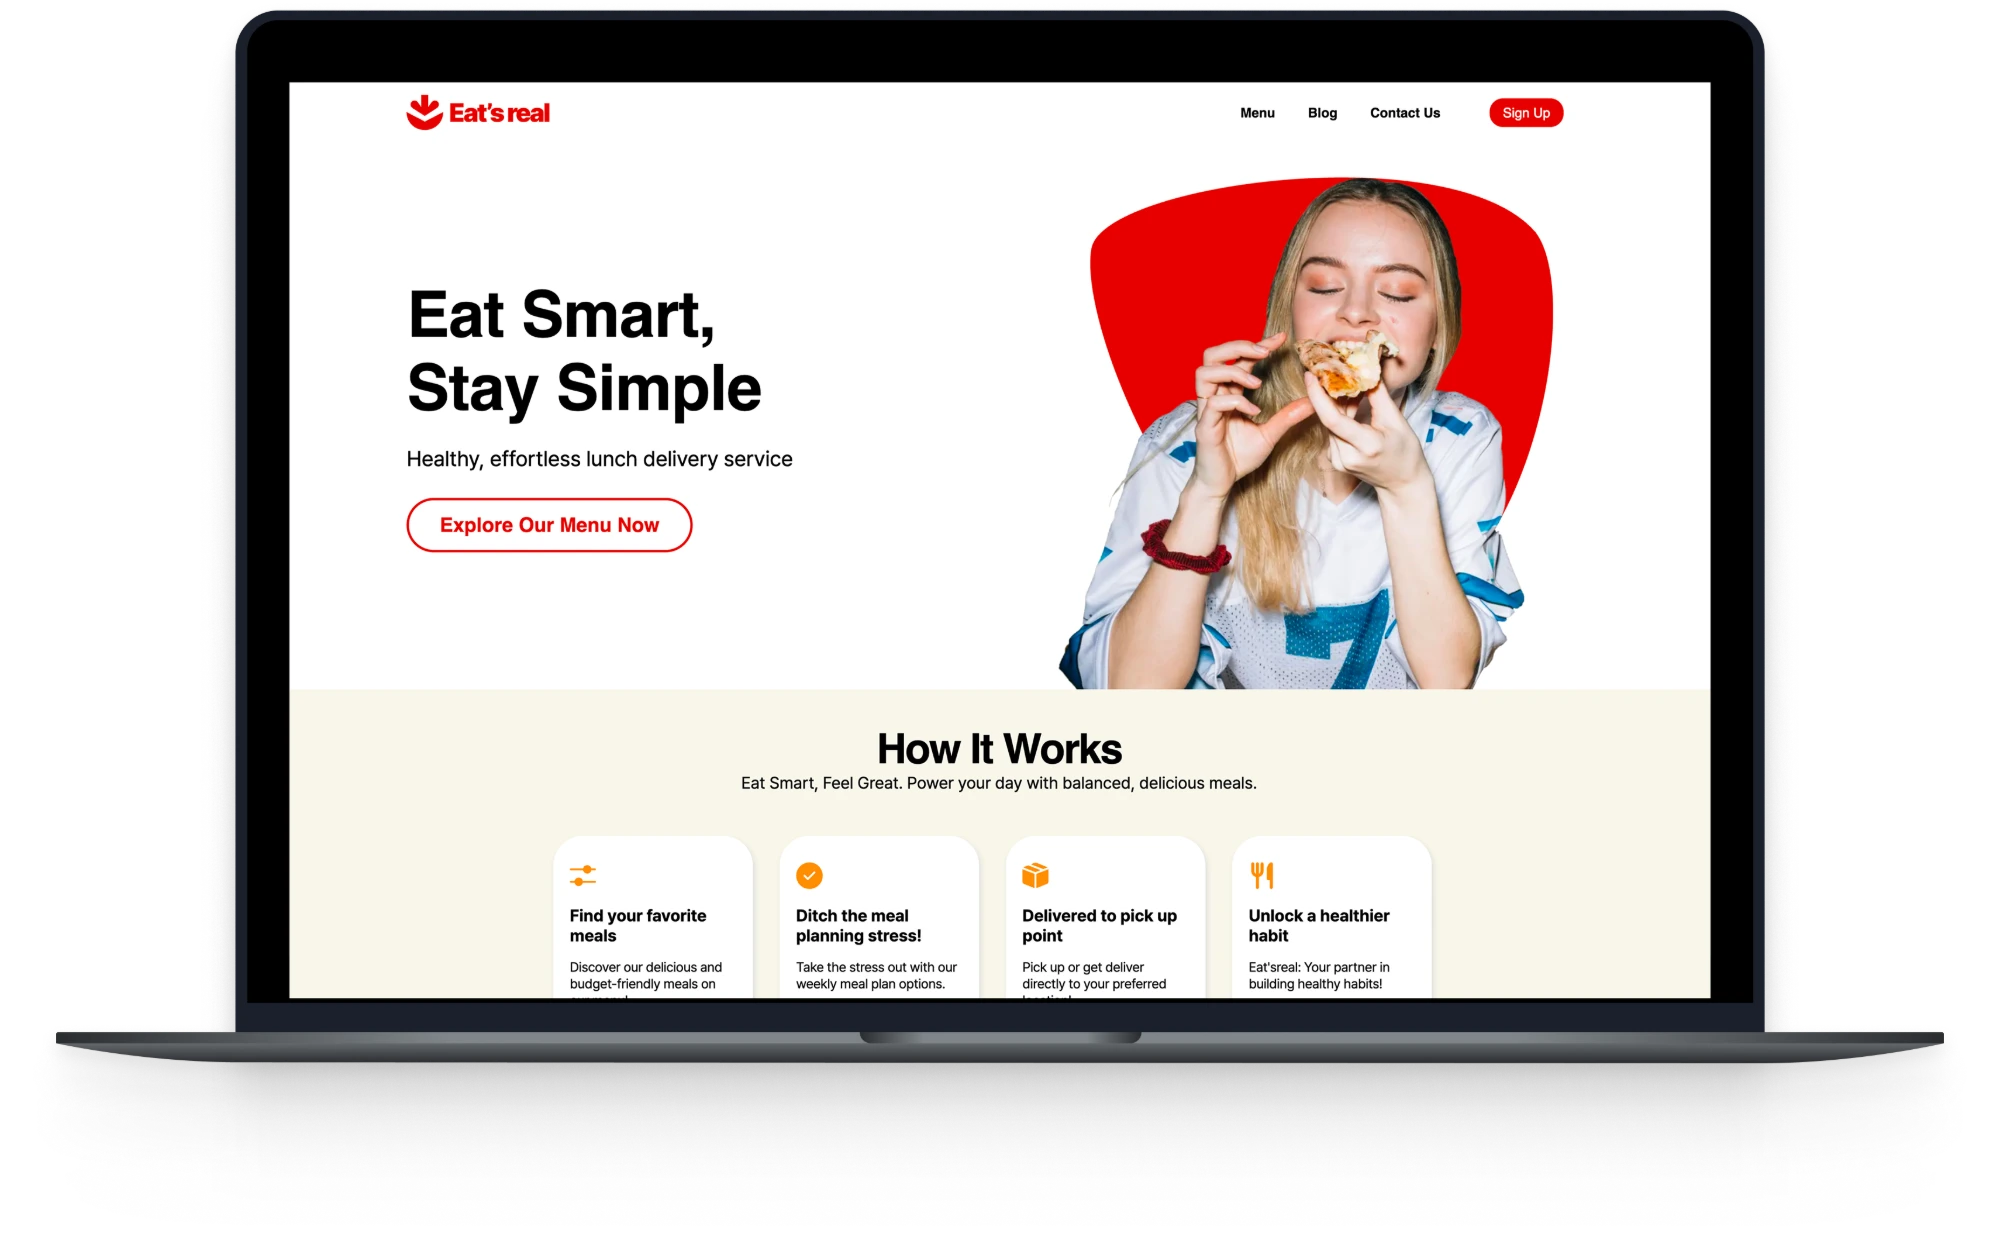 Eat's real
Menu
Blog
Contact Us
Sign Up
Eat Smart,
Stay Simple
Healthy, effortless lunch delivery service
Explore Our Menu Now
7
How It Works
Eat Smart, Feel Great. Power your day with balanced, delicious meals.
Find your favorite
meals
Discover our delicious and
budget-friendly meals on
Ditch the meal
planning stress!
Take the stress out with our
weekly meal plan options.
Delivered to pick up
point
Pick up or get deliver
directly to your preferred
Unlock a healthier
habit
Eat'sreal: Your partner in
building healthy habits!